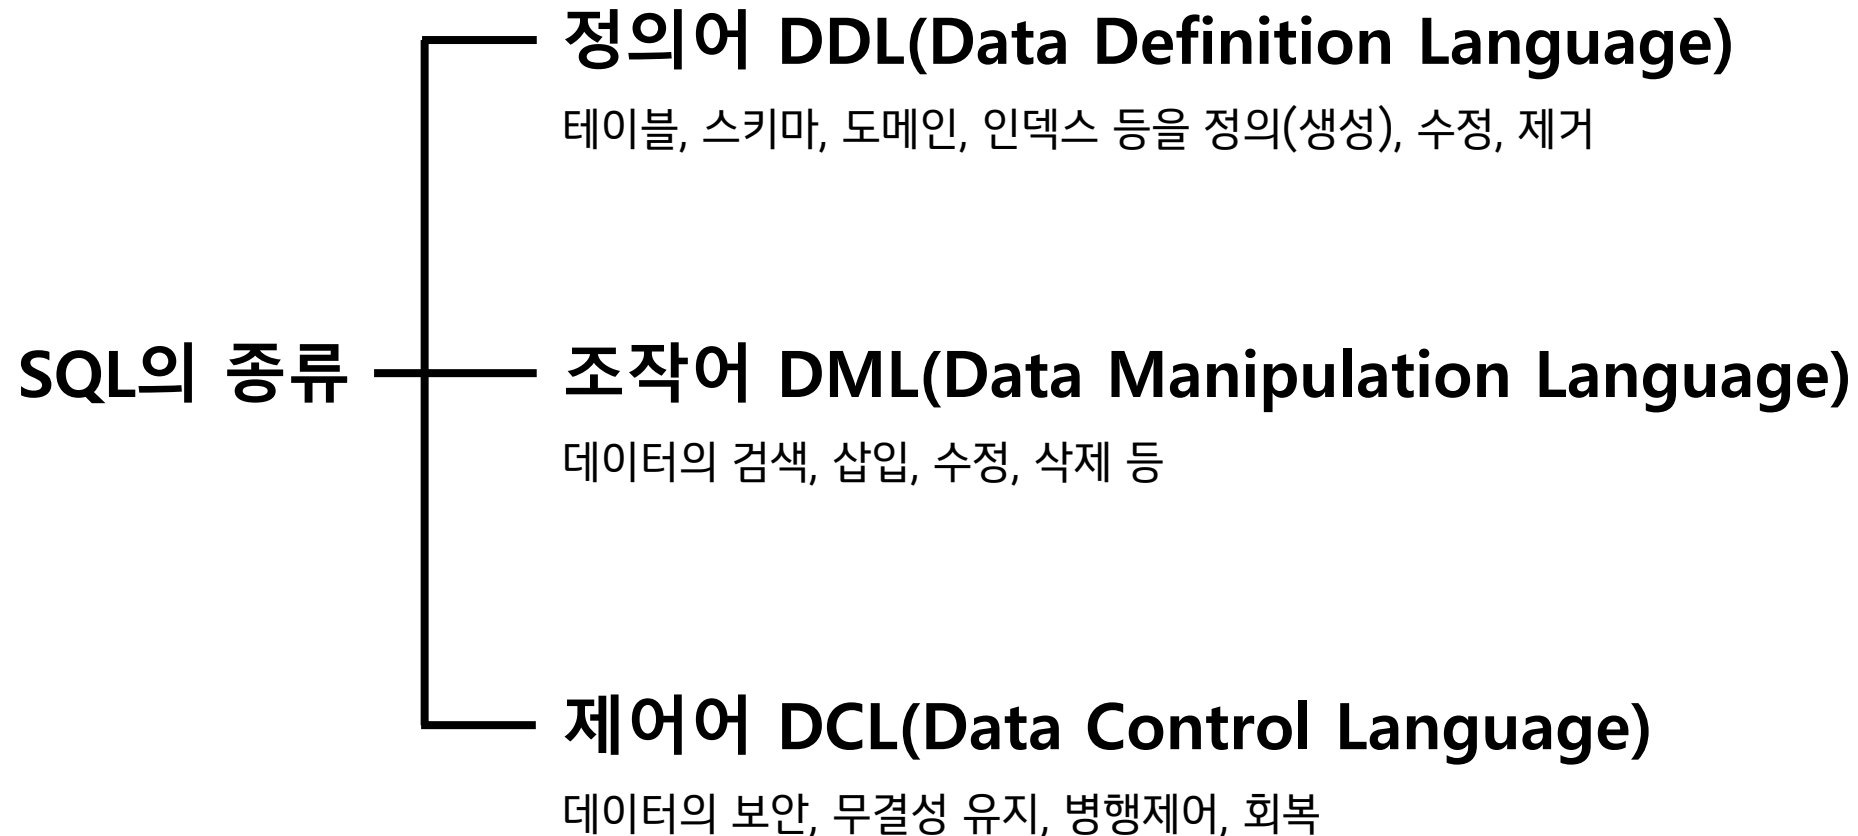 정의어 DDL(Data Definition Language)
테이블, 스키마, 도메인, 인덱스 등을 정의(생성), 수정, 제거
SQL의 종류
조작어 DML(Data Manipulation Language)
데이터의 검색, 삽입, 수정, 삭제 등
제어어 DCL(Data Control Language)
데이터의 보안, 무결성 유지, 병행제어, 회복